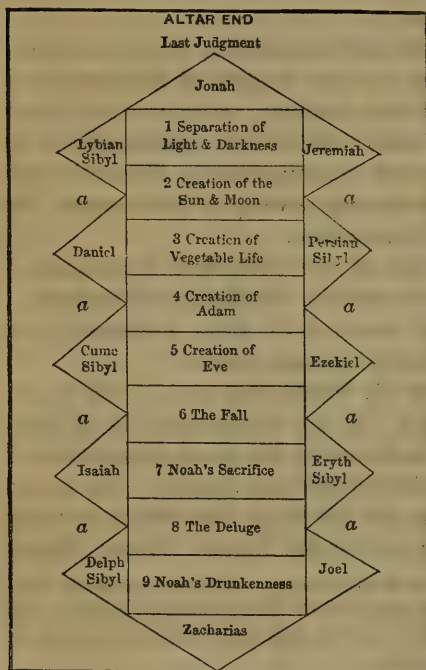 ALTAR END
Last Judgment
Jonah
Lybian
Sibyl
1 Separation of
Light & Darkness
Jeremiah
a
2 Creation of the
Sun & Moon
a
Daniel
3 Creation of
Vegetable Life
Persian
Sibyl
a
4 Creation of
Adam
a
Cume
Sibyl
5 Creation of
Eve
Ezekiel
a
6 The Fall
a
Isaiah
7 Noah's Sacrifice
Eryth
Sibyl
a
8 The Deluge
a
Delph
Sibyl
9 Noah's Drunkenness
Joel
Zacharias